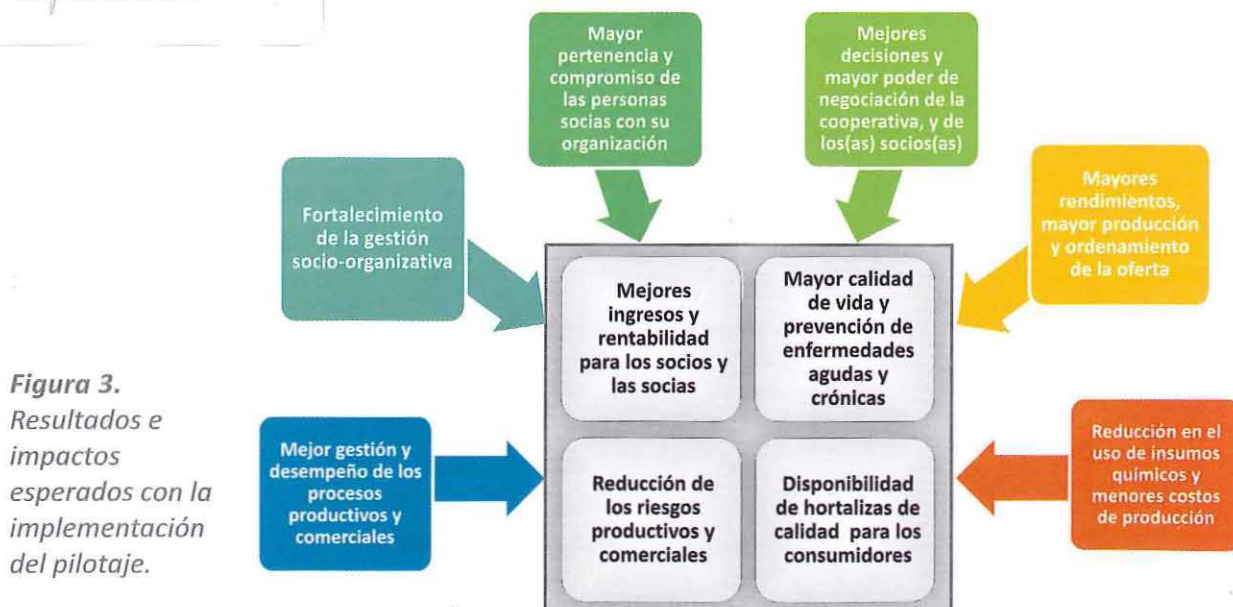 Mayor
pertenencia y
compromiso de
las personas
socias con su
organización
Mejores
decisiones y
mayor poder de
negociación de la
cooperativa, y de
los(as) socios(as)
Fortalecimiento
de la gestión
socio-organizativa
Mayores
rendimientos,
mayor producción
y ordenamiento
de la oferta
Mejores
ingresos y
rentabilidad
para los socios y
las socias
Mayor calidad
de vida y
prevención de
enfermedades
agudas y
crónicas
Figura 3.
Resultados e
impactos
esperados con la
implementación
del pilotaje.
Mejor gestión y
desempeño de los
procesos
productivos y
comerciales
Reducción de
los riesgos
productivos y
comerciales
Disponibilidad
de hortalizas de
calidad para los
consumidores
Reducción en el
uso de insumos
químicos y
menores costos
de producción